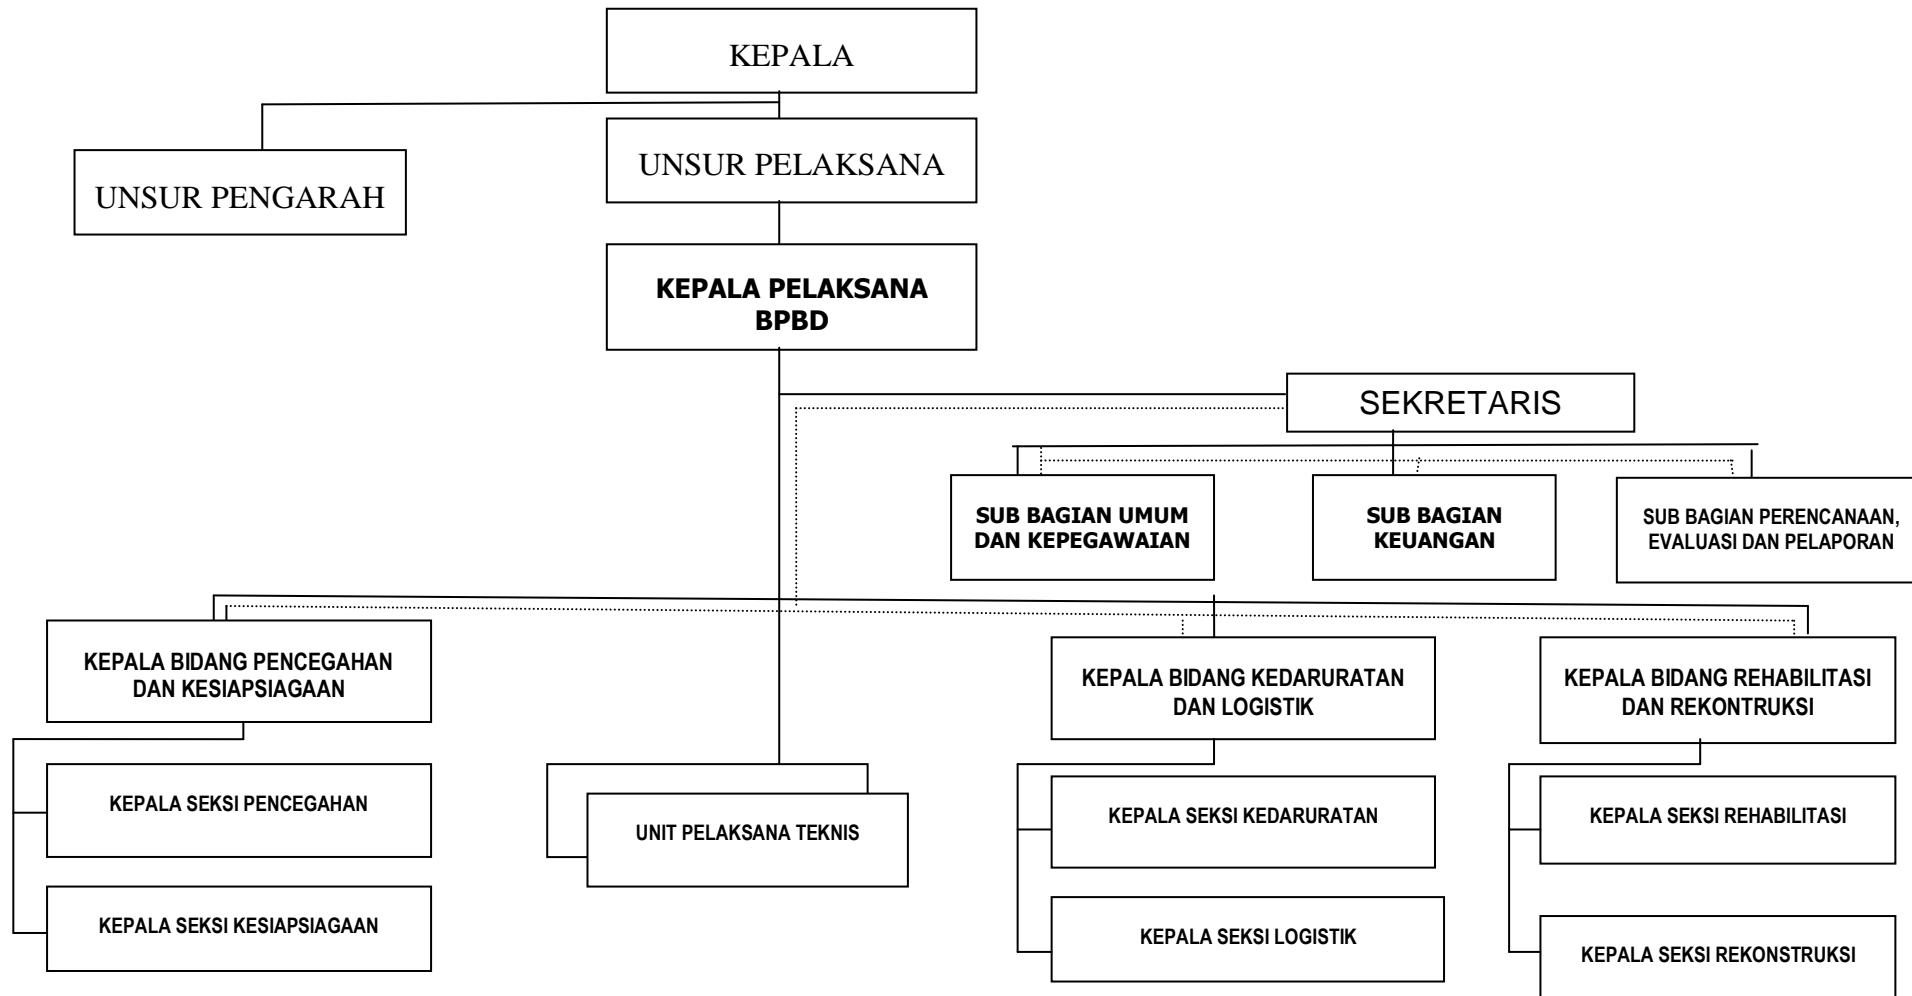 KEPALA
UNSUR PELAKSANA
UNSUR PENGARAH
KEPALA PELAKSANA
BPBD
SEKRETARIS
SUB BAGIAN UMUM
DAN KEPEGAWAIAN
SUB BAGIAN
KEUANGAN
SUB BAGIAN PERENCANAAN,
EVALUASI DAN PELAPORAN
KEPALA BIDANG PENCEGAHAN
DAN KESIAPSIAGAAN
KEPALA BIDANG KEDARURATAN
DAN LOGISTIK
KEPALA BIDANG REHABILITASI
DAN REKONTRUKSI
KEPALA SEKSI PENCEGAHAN
UNIT PELAKSANA TEKNIS
KEPALA SEKSI KEDARURATAN
KEPALA SEKSI REHABILITASI
KEPALA SEKSI KESIAPSIAGAAN
KEPALA SEKSI LOGISTIK
KEPALA SEKSI REKONSTRUKSI